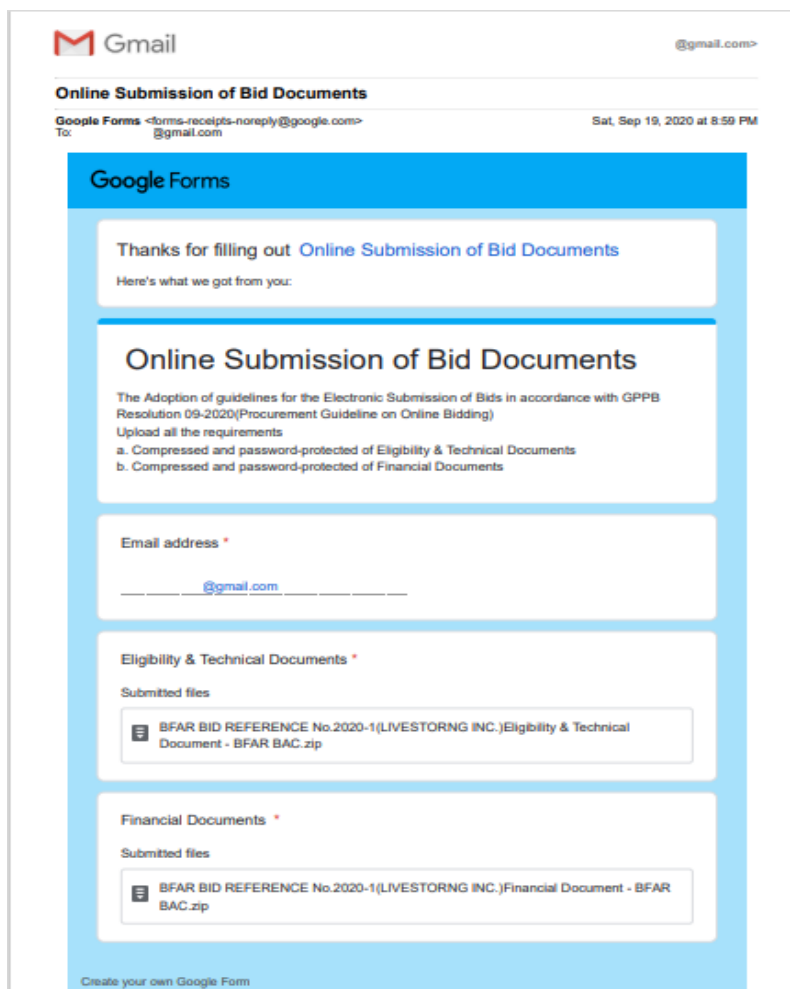 Gmail
@gmail.com>
Online Submission of Bid Documents
Google Forms <forms-receipts-noreply@google.com>
Sat, Sep 19, 2020 at 8:59 PM
To: @gmail.com
Google Forms
Thanks for filling out Online Submission of Bid Documents
Here's what we got from you:
Online Submission of Bid Documents
The Adoption of guidelines for the Electronic Submission of Bids in accordance with GPPB
Resolution 09-2020(Procurement Guideline on Online Bidding)
Upload all the requirements
a. Compressed and password-protected of Eligibility & Technical Documents
b. Compressed and password-protected of Financial Documents
Email address *
@gmail.com
Eligibility & Technical Documents *
Submitted files
BFAR BID REFERENCE No.2020-1(LIVESTORNG INC.)Eligibility & Technical
Document - BFAR BAC.zip
Financial Documents *
Submitted files
BFAR BID REFERENCE No.2020-1(LIVESTORNG INC.)Financial Document - BFAR
BAC.zip
Create your own Google Form